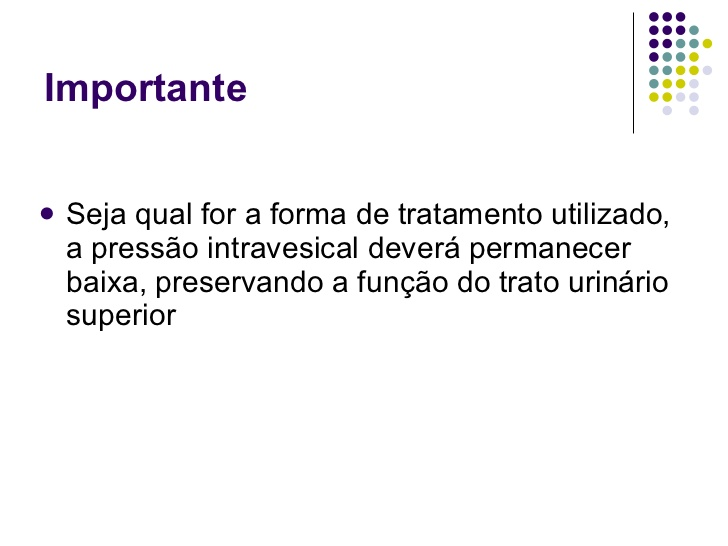 Importante
Seja qual for a forma de tratamento utilizado,
a pressão intravesical deverá permanecer
baixa, preservando a função do trato urinário
superior